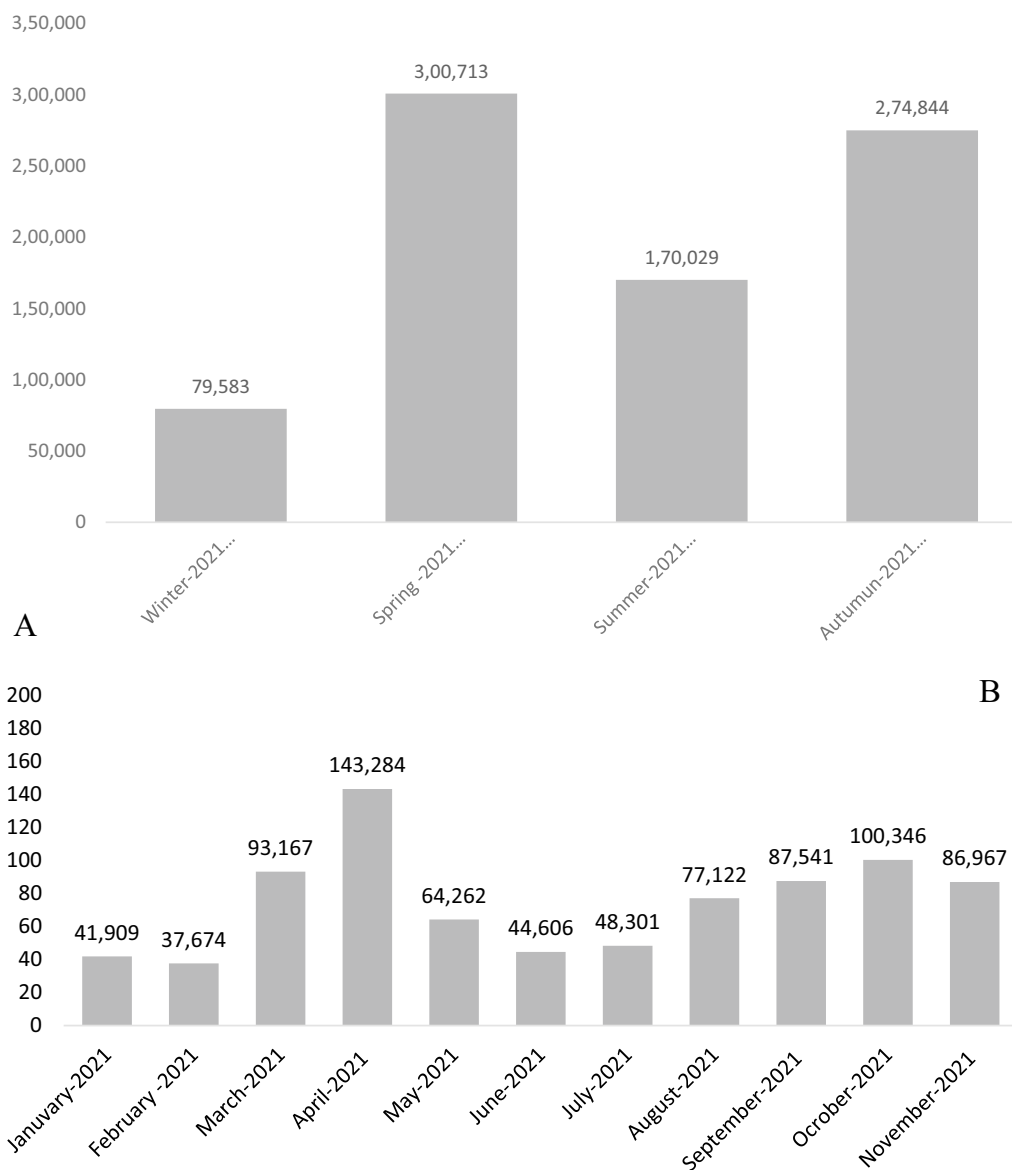 3,50,000
3,00,000
2,50,000
2,00,000
1,50,000
1,00,000
50,000
0
79,583
3,00,713
1,70,029
2,74,844
Winter-2021...
Spring -2021...
Summer-2021...
Autumun-2021...
A
B
200
180
160
140
120
100
80
60
40
20
0
41,909
37,674
93,167
143,284
64,262
44,606
48,301
77,122
87,541
100,346
86,967
Januvary-2021
February -2021
March-2021
April-2021
May-2021
June-2021
July-2021
August-2021
September-2021
Ocrober-2021
November-2021